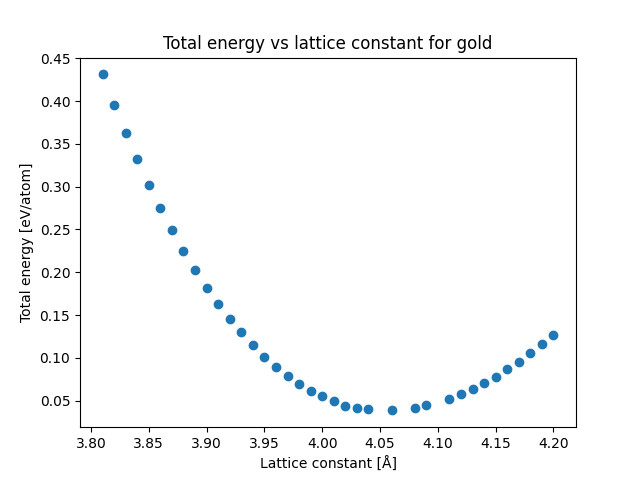 Total energy vs lattice constant for gold
0.45
0.40
0.35
0.30
0.25
0.20
0.15
0.10
0.05
Total energy [eV/atom]
3.80 3.85 3.90 3.95 4.00 4.05 4.10 4.15 4.20
Lattice constant [Å]